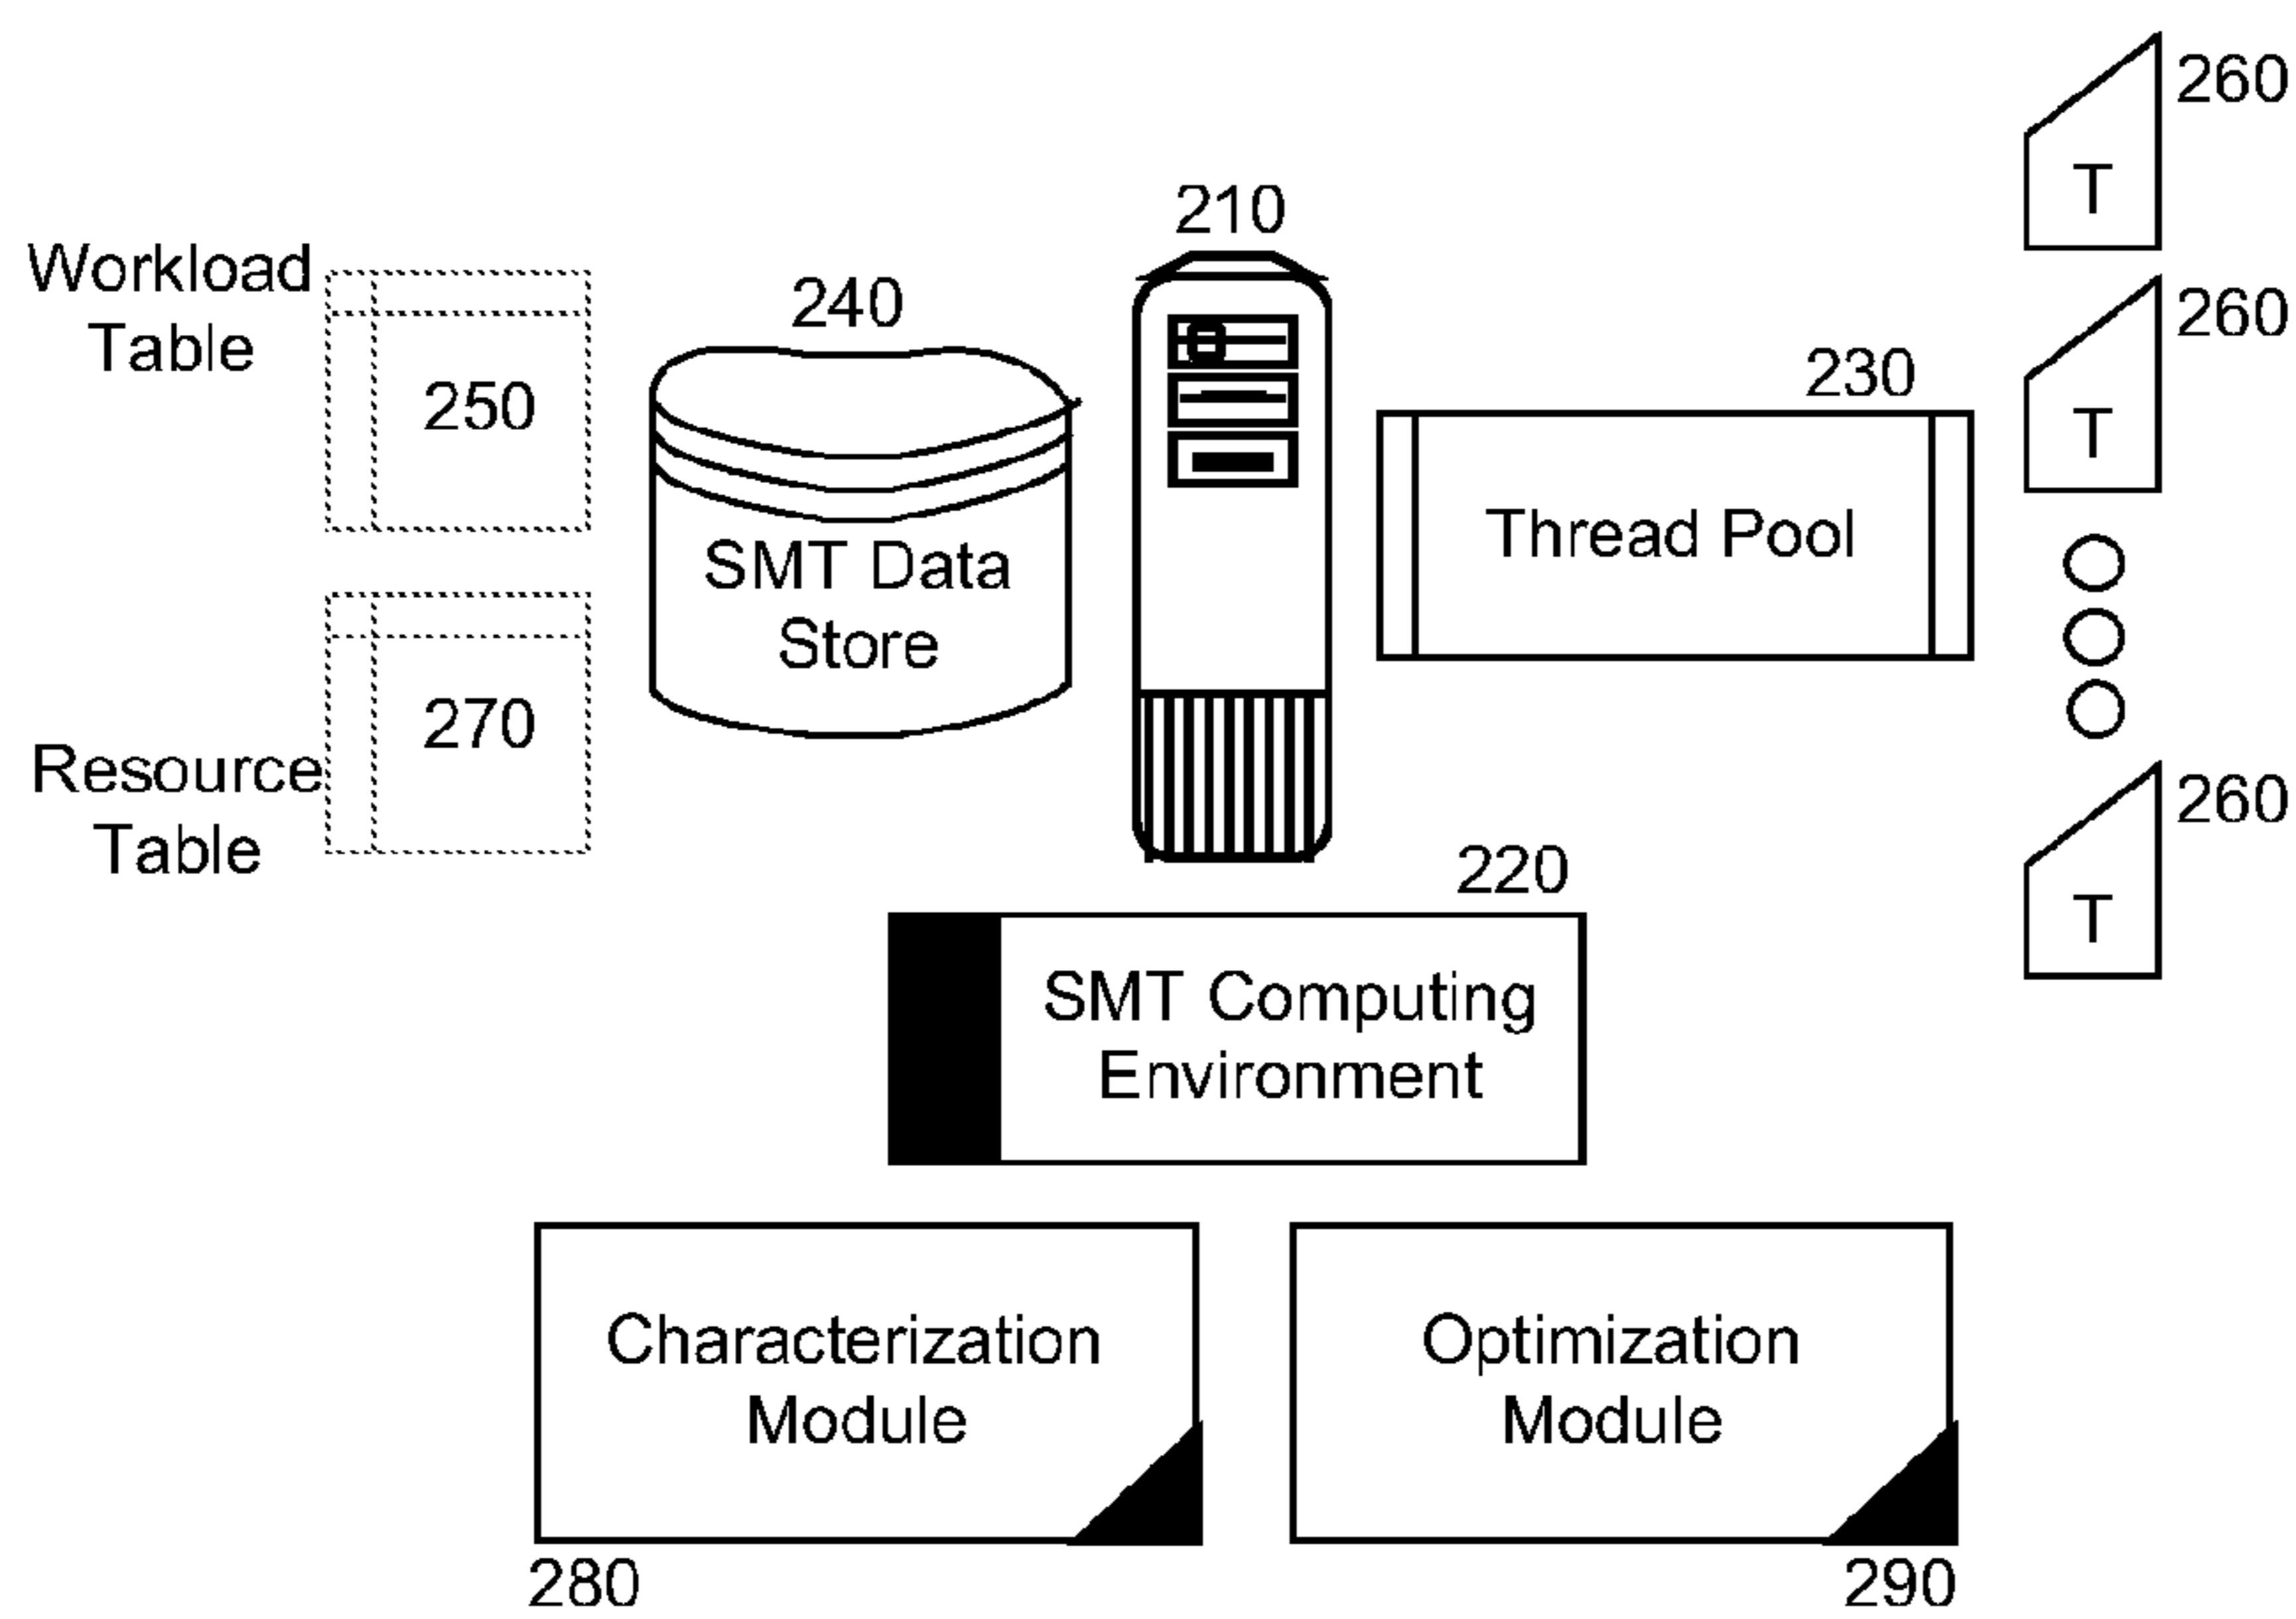 260
T
210
Workload
Table
240
260
T
230
250
Thread Pool
SMT Data
Store
270
Resource
Table
260
T
220
SMT Computing
Environment
Characterization
Module
Optimization
Module
280
290